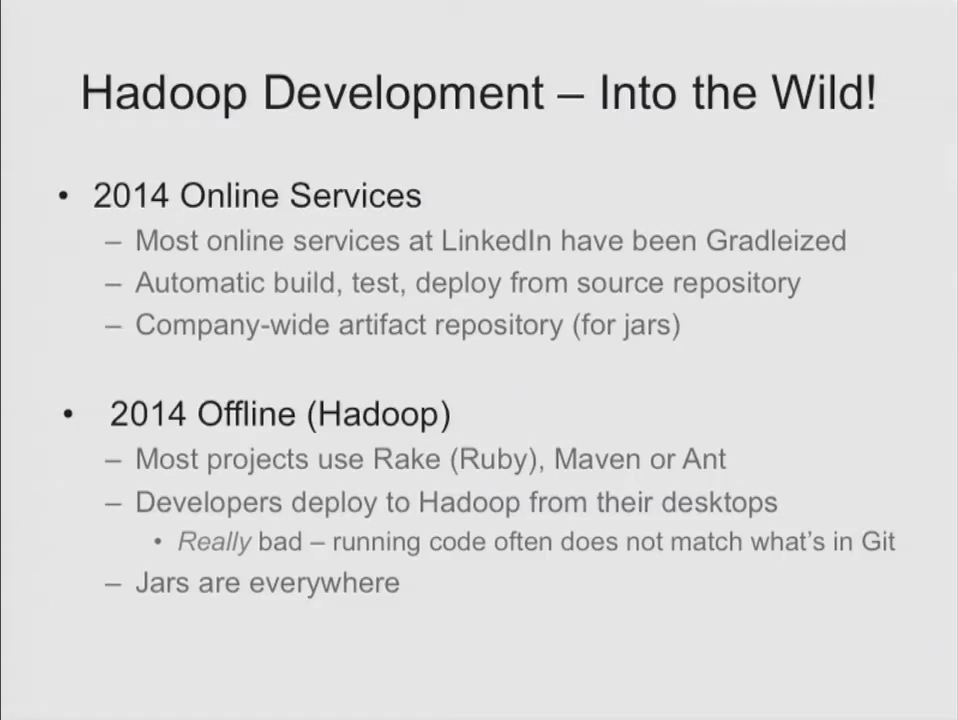 Hadoop Development – Into the Wild!
• 2014 Online Services
– Most online services at LinkedIn have been Gradleized
– Automatic build, test, deploy from source repository
– Company-wide artifact repository (for jars)
• 2014 Offline (Hadoop)
– Most projects use Rake (Ruby), Maven or Ant
– Developers deploy to Hadoop from their desktops
• Really bad – running code often does not match what's in Git
– Jars are everywhere